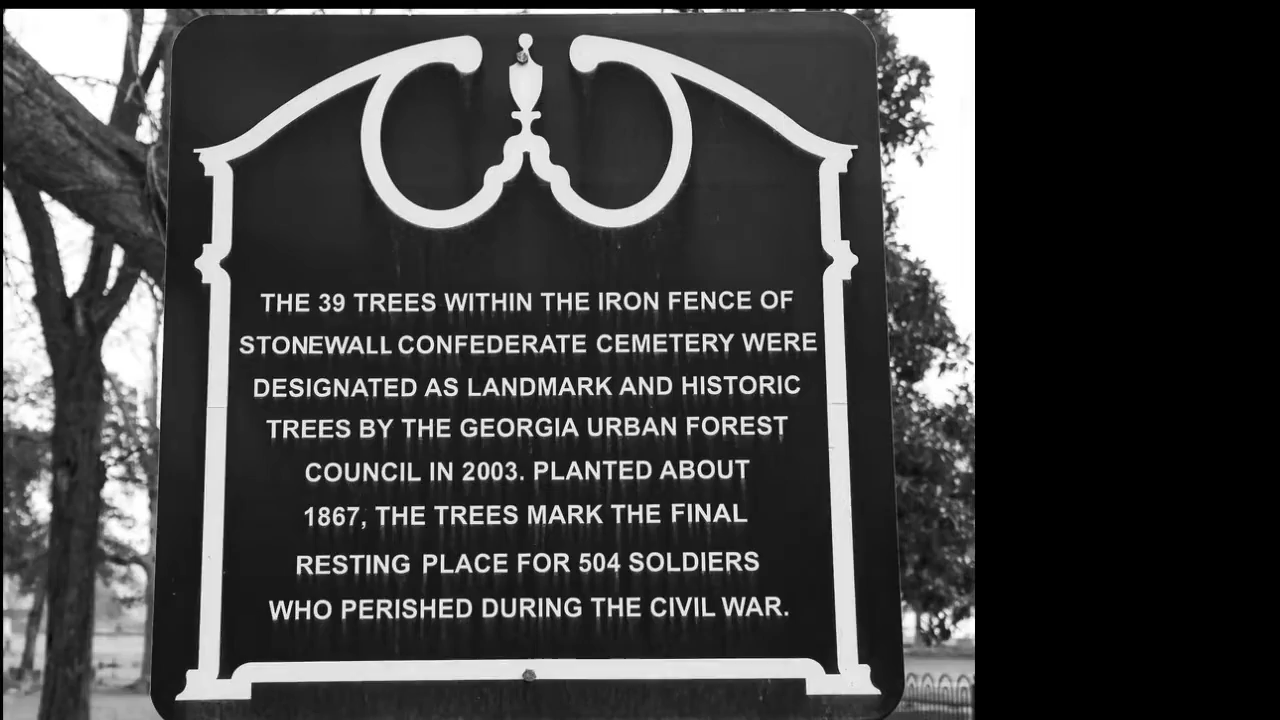 THE 39 TREES WITHIN THE IRON FENCE OF
STONEWALL CONFEDERATE CEMETERY WERE
DESIGNATED AS LANDMARK AND HISTORIC
TREES BY THE GEORGIA URBAN FOREST
COUNCIL IN 2003. PLANTED ABOUT
1867, THE TREES MARK THE FINAL
RESTING PLACE FOR 504 SOLDIERS
WHO PERISHED DURING THE CIVIL WAR.